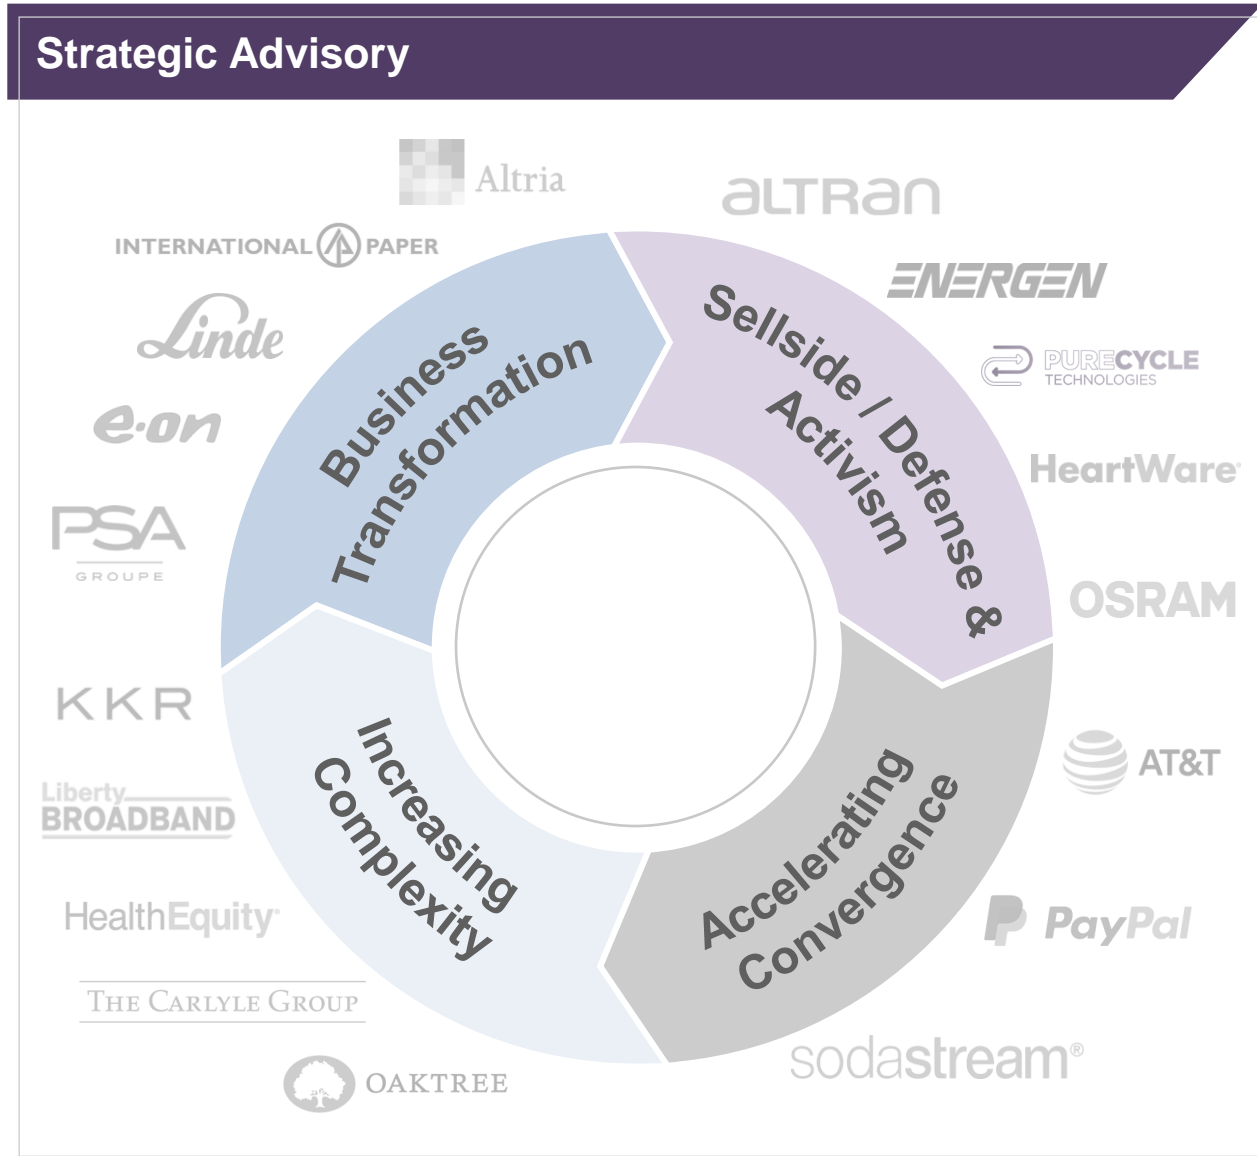 Strategic Advisory
Altria
aLTRan
INTERNATIONAL PAPER
ENERGEN
Linde
PURECYCLE
TECHNOLOGIES
e·on
HeartWare
PSA
GROUPE
OSRAM
KKR
AT&T
Liberty
BROADBAND
HealthEquity
PayPal
THE CARLYLE GROUP
sodastream®
OAKTREE
Business
Transformation
Sellside / Defense &
Activism
Increasing
Complexity
Accelerating
Convergence